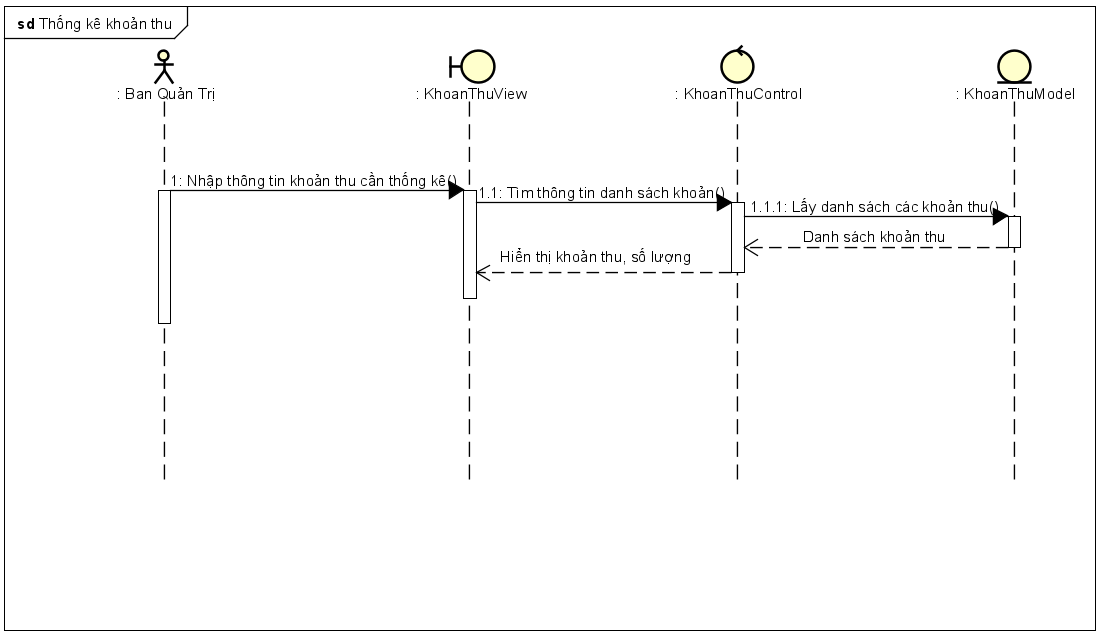 sd Thống kê khoản thu
: Ban Quản Trị
: KhoanThuView
: KhoanThuControl
: KhoanThuModel
1: Nhập thông tin khoản thu cần thống kê()
1.1: Tìm thông tin danh sách khoản()
1.1.1: Lấy danh sách các khoản thu()
Danh sách khoản thu
Hiển thị khoản thu, số lượng